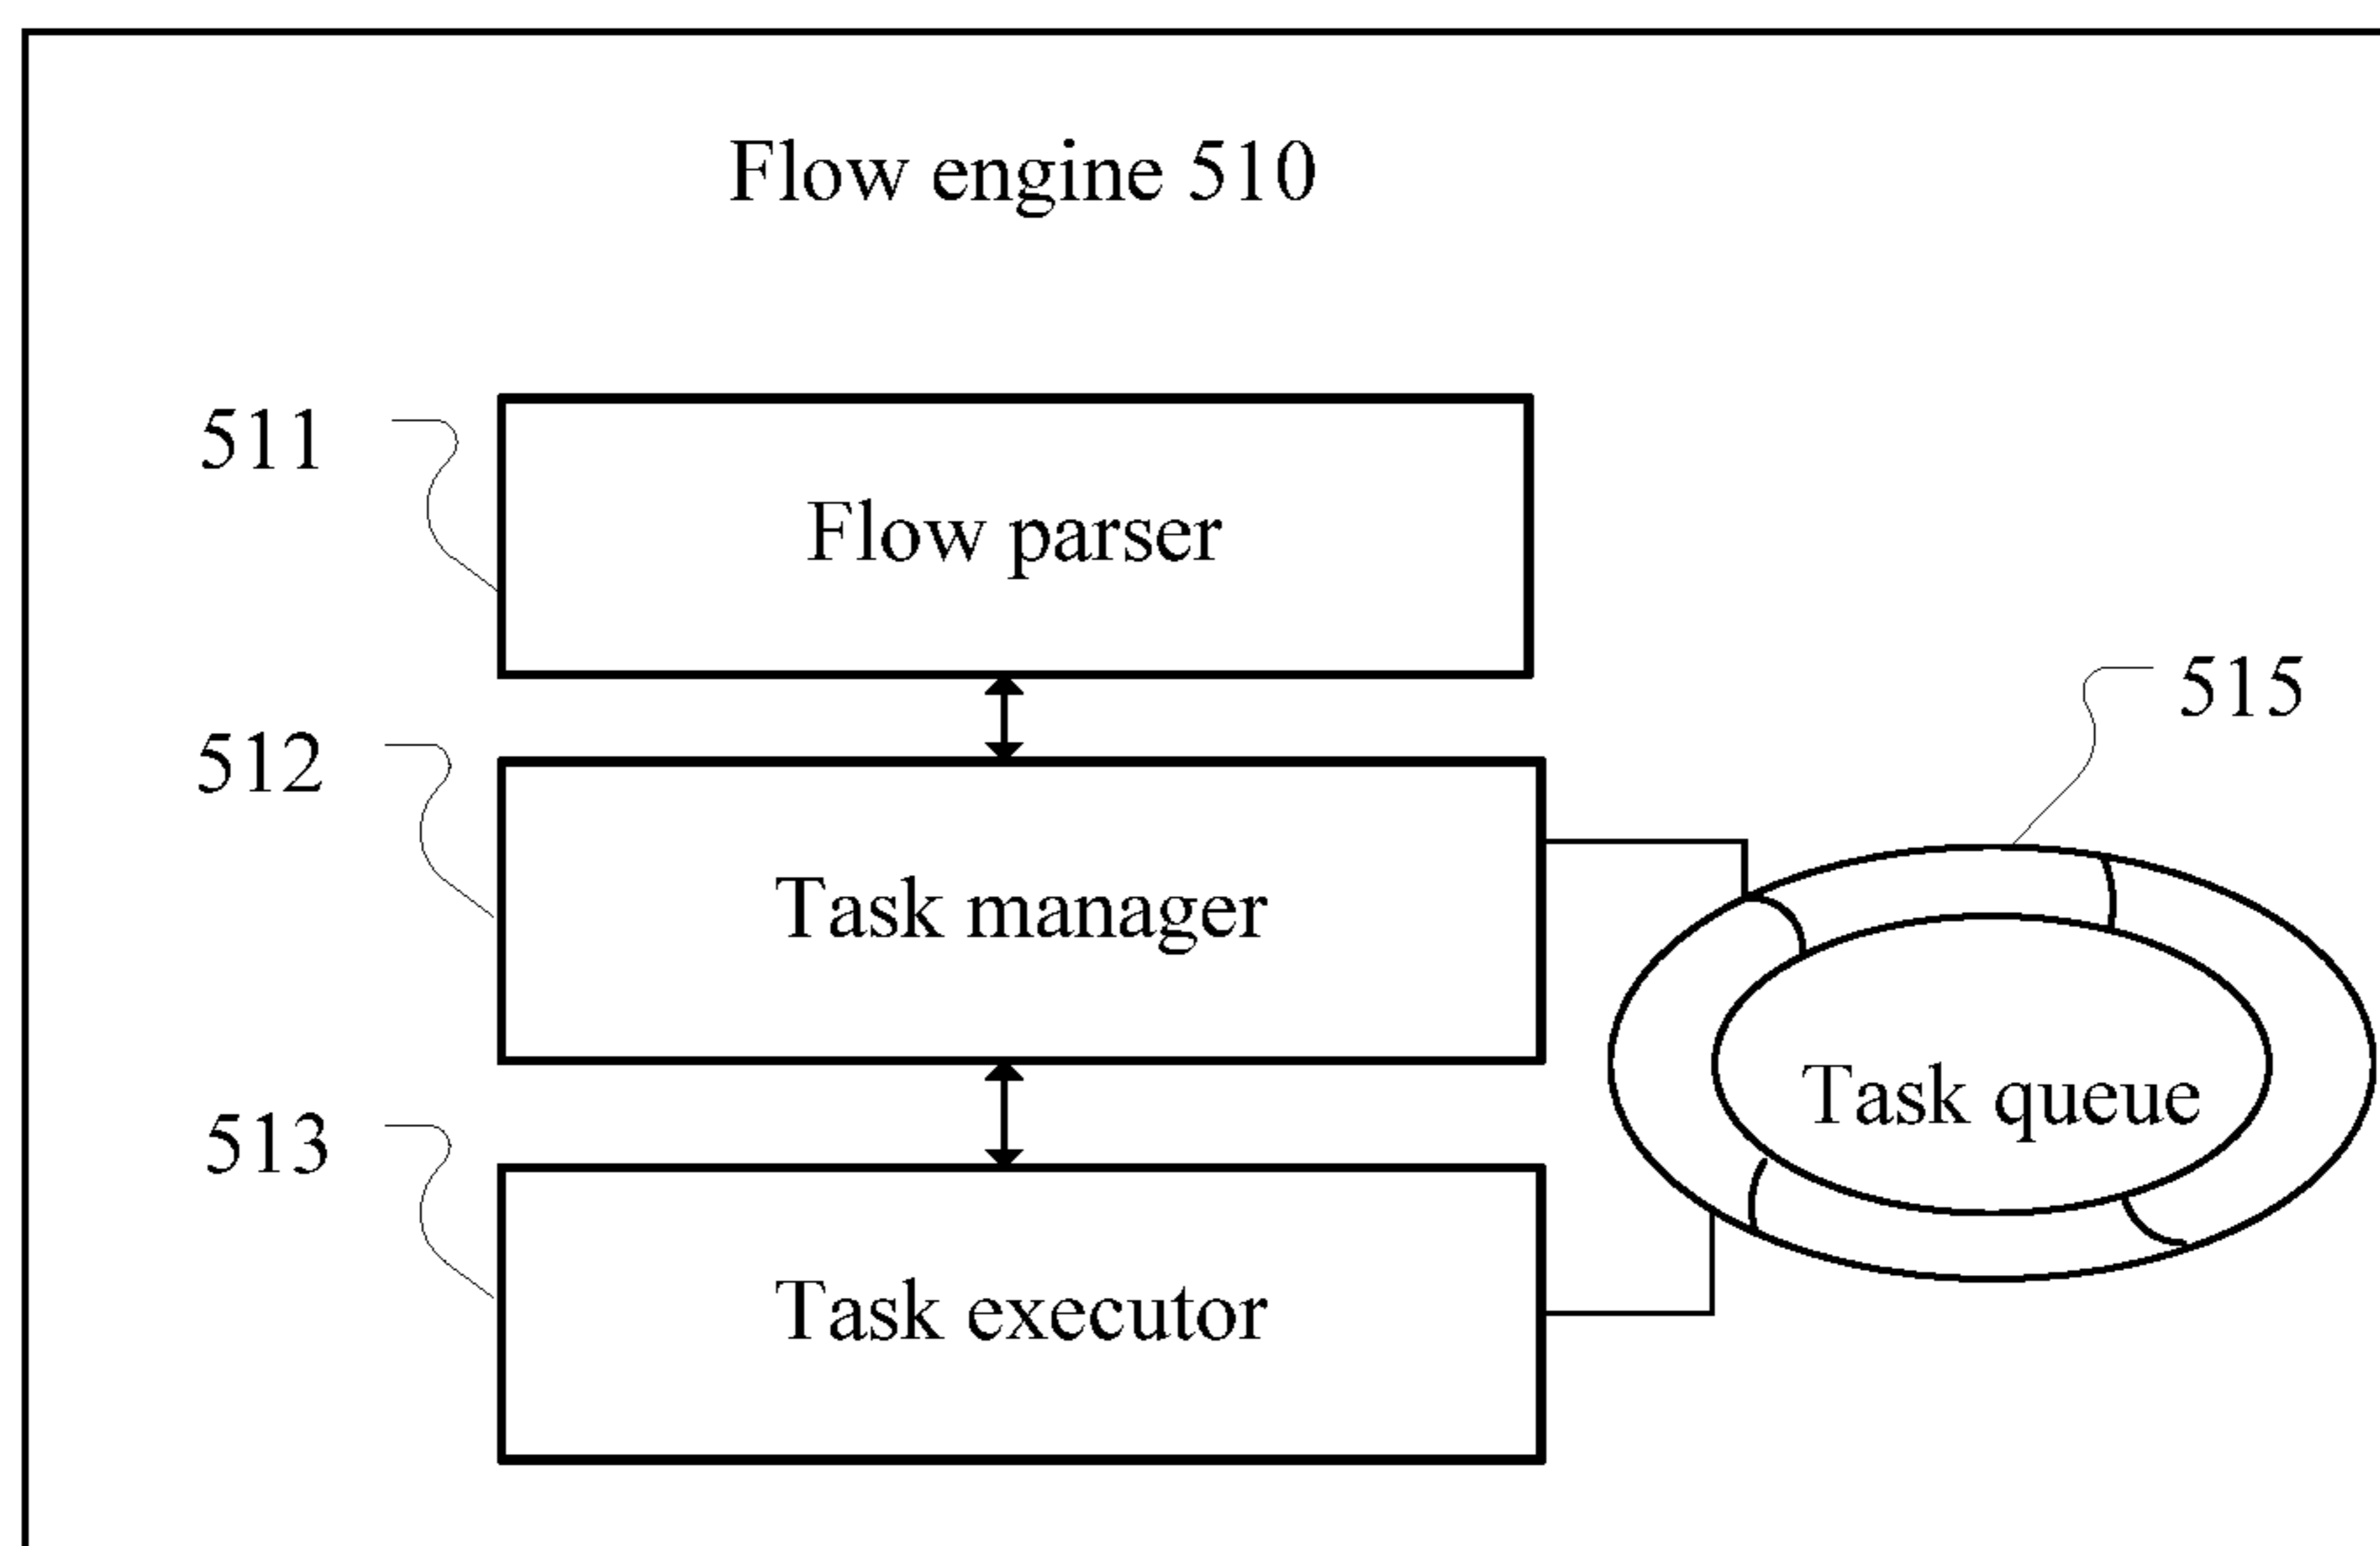 Flow engine 510
511
Flow parser
515
512
Task manager
Task queue
513
Task executor